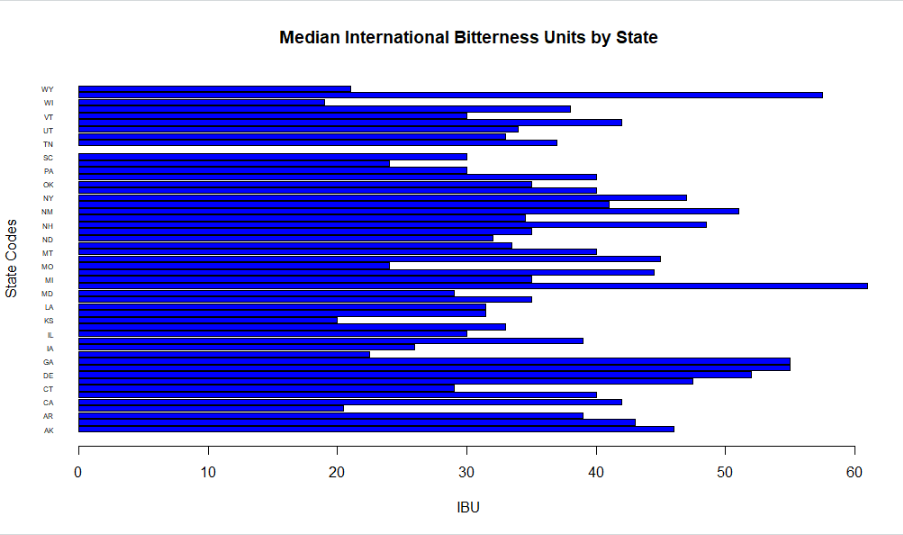 Median International Bitterness Units by State
WY
WI
VT
UT
TN
SC
PA
OK
NY
NM
NH
ND
MT
MO
MI
MD
LA
KS
IL
IA
GA
DE
CT
CA
AR
AK
State Codes
0 10 20 30 40 50 60
IBU